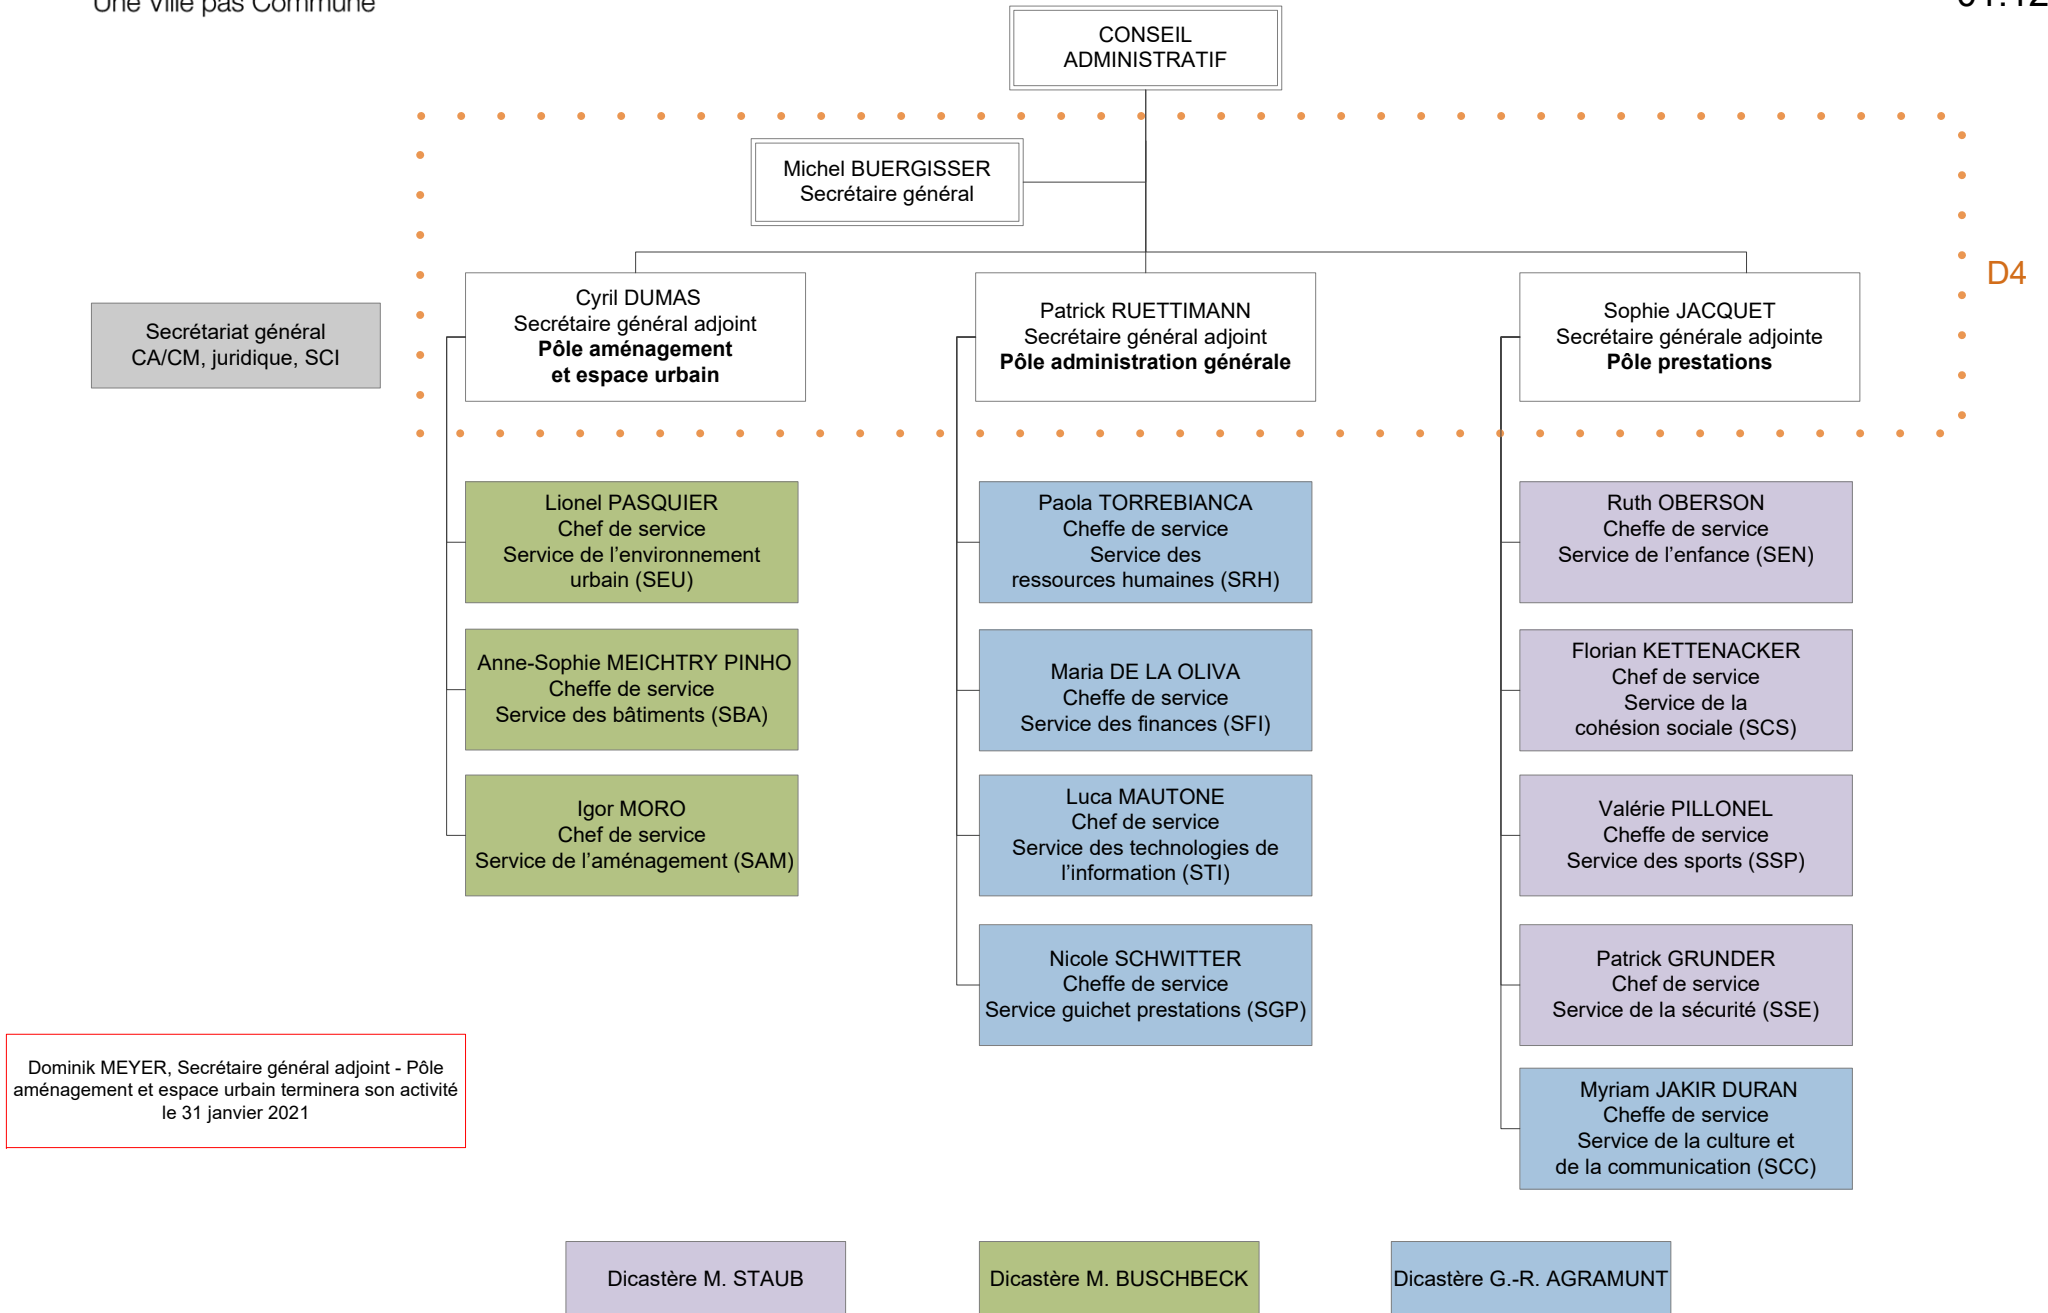 Une Ville pas Commune
CONSEIL
ADMINISTRATIF
Michel BUERGISSER
Secrétaire général
D4
Secrétariat général
CA/CM, juridique, SCI
Cyril DUMAS
Secrétaire général adjoint
Pôle aménagement
et espace urbain
Patrick RUETTIMANN
Secrétaire général adjoint
Pôle administration générale
Sophie JACQUET
Secrétaire générale adjointe
Pôle prestations
Lionel PASQUIER
Chef de service
Service de l’environnement
urbain (SEU)
Paola TORREBIANCA
Cheffe de service
Service des
ressources humaines (SRH)
Ruth OBERSON
Cheffe de service
Service de l’enfance (SEN)
Anne-Sophie MEICHTRY PINHO
Cheffe de service
Service des bâtiments (SBA)
Maria DE LA OLIVA
Cheffe de service
Service des finances (SFI)
Florian KETTENACKER
Chef de service
Service de la
cohésion sociale (SCS)
Igor MORO
Chef de service
Service de l’aménagement (SAM)
Luca MAUTONE
Chef de service
Service des technologies de
l’information (STI)
Valérie PILLONEL
Cheffe de service
Service des sports (SSP)
Nicole SCHWITTER
Cheffe de service
Service guichet prestations (SGP)
Patrick GRUNDER
Chef de service
Service de la sécurité (SSE)
Dominik MEYER, Secrétaire général adjoint - Pôle
aménagement et espace urbain terminera son activité
le 31 janvier 2021
Myriam JAKIR DURAN
Cheffe de service
Service de la culture et
de la communication (SCC)
Dicastère M. STAUB
Dicastère M. BUSCHBECK
Dicastère G.-R. AGRAMUNT